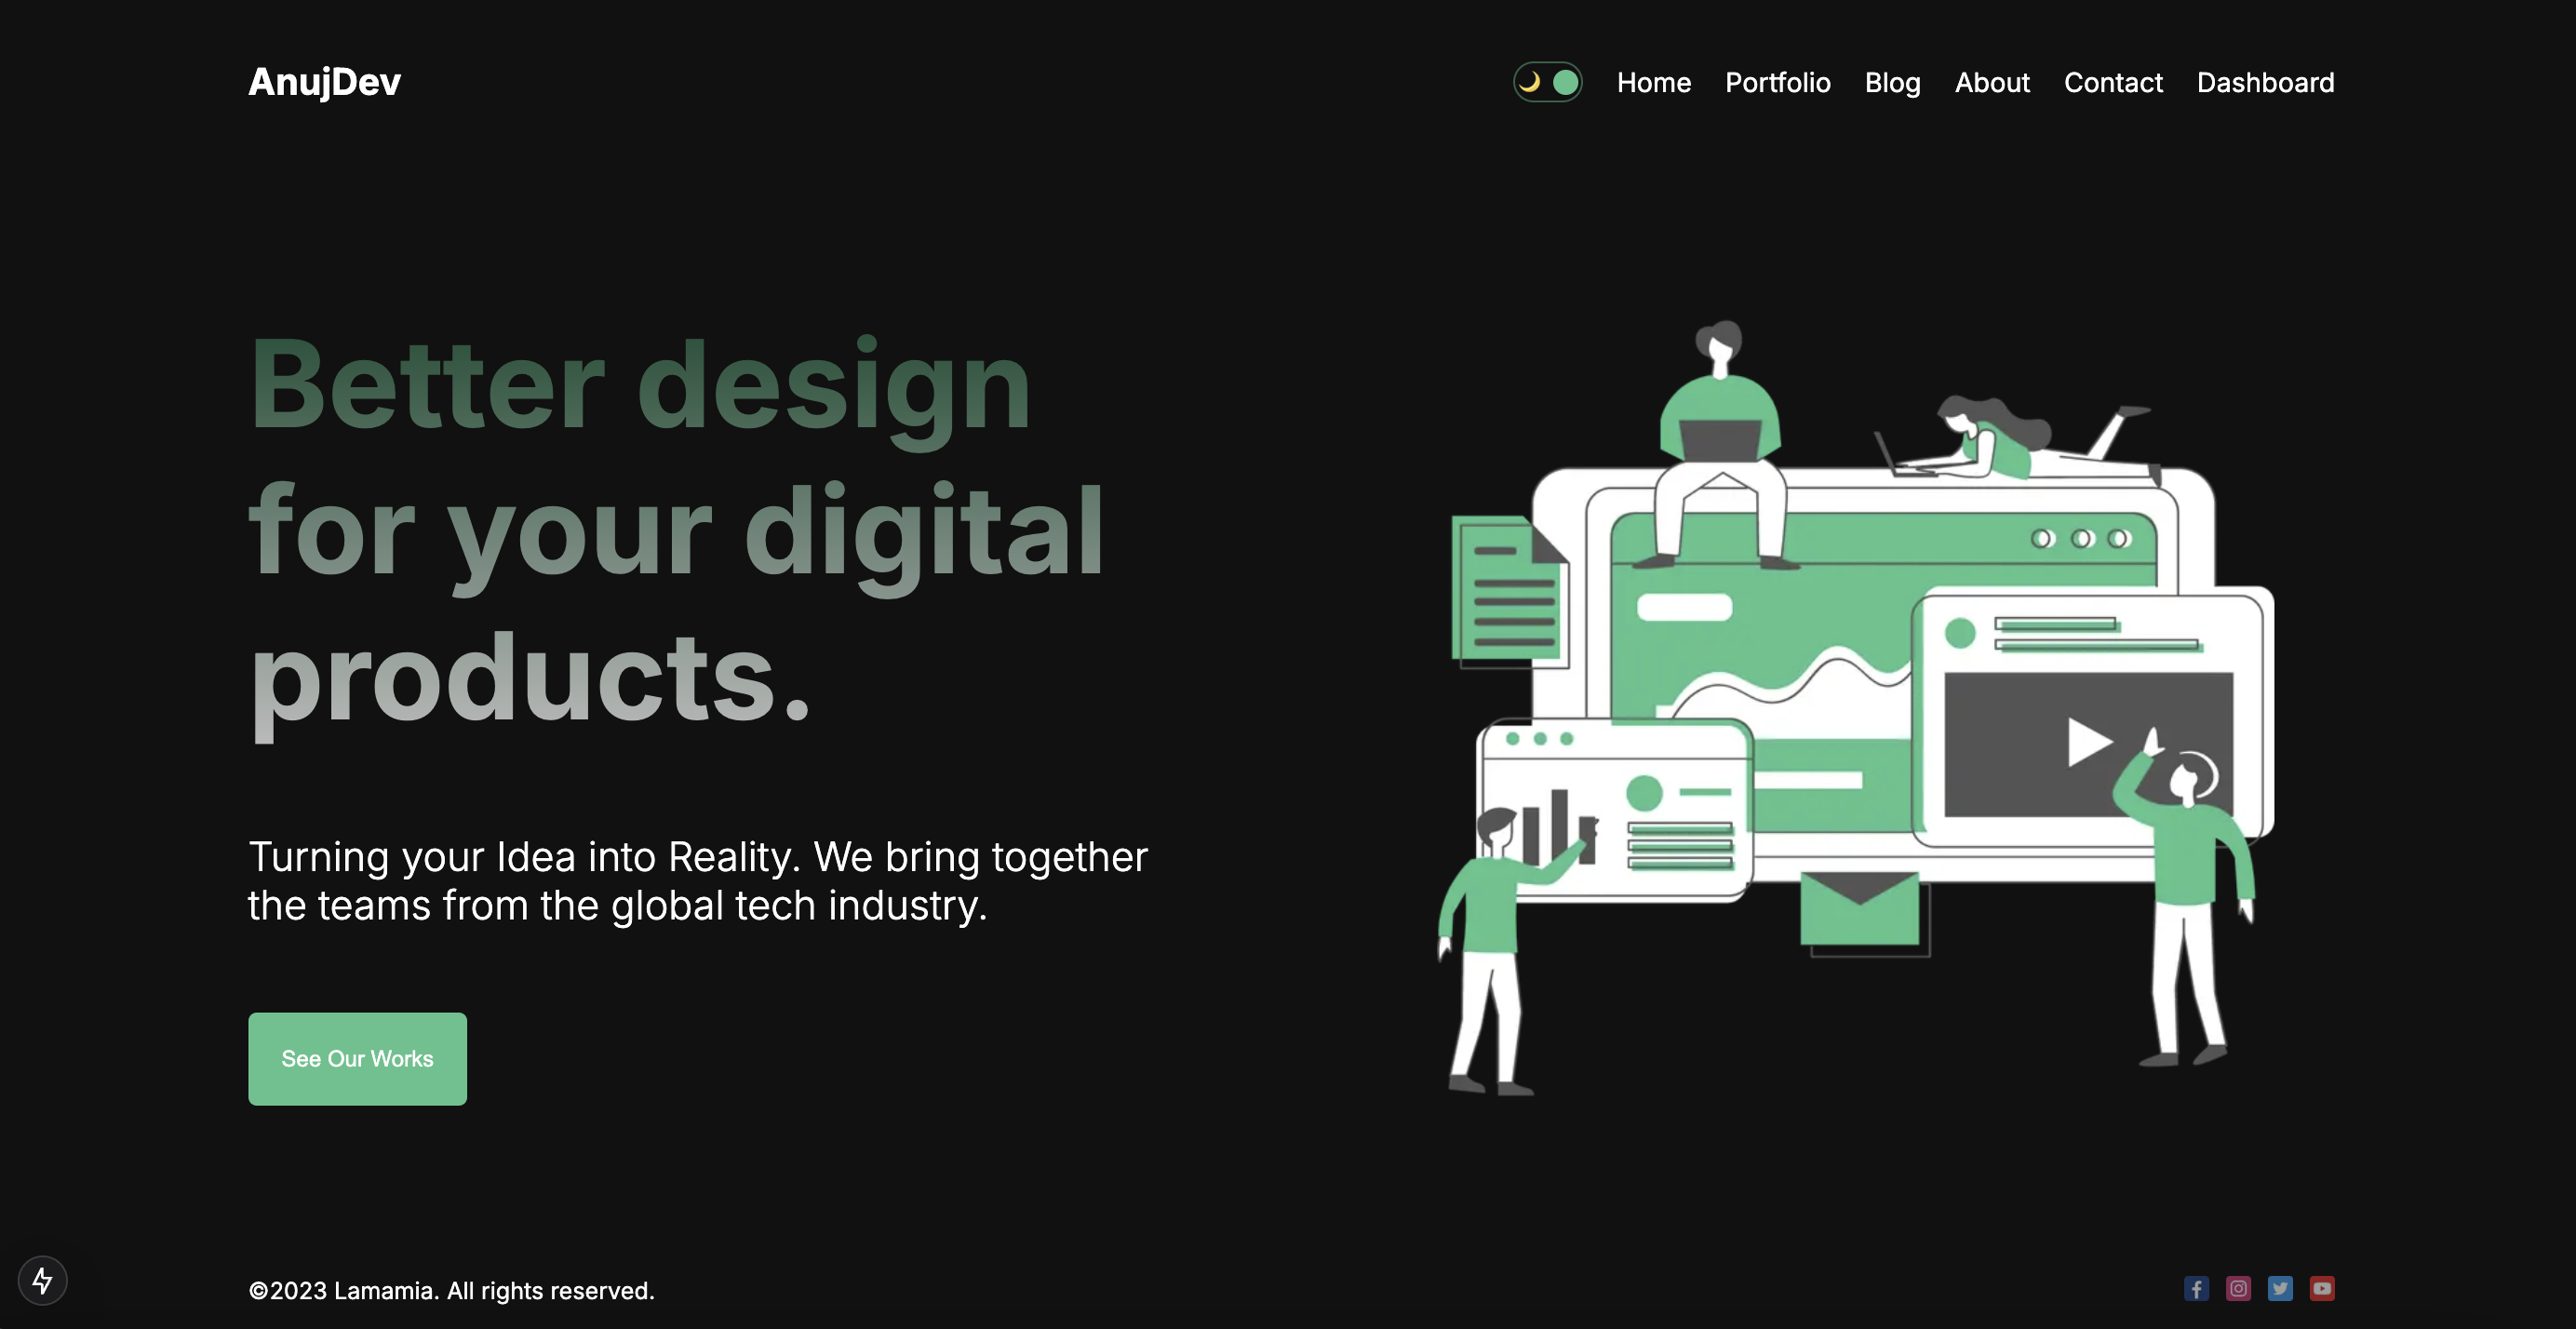 AnujDev
Home Portfolio Blog About Contact Dashboard
Better design
for your digital
products.
Turning your Idea into Reality. We bring together
the teams from the global tech industry.
See Our Works
©2023 Lamamia. All rights reserved.